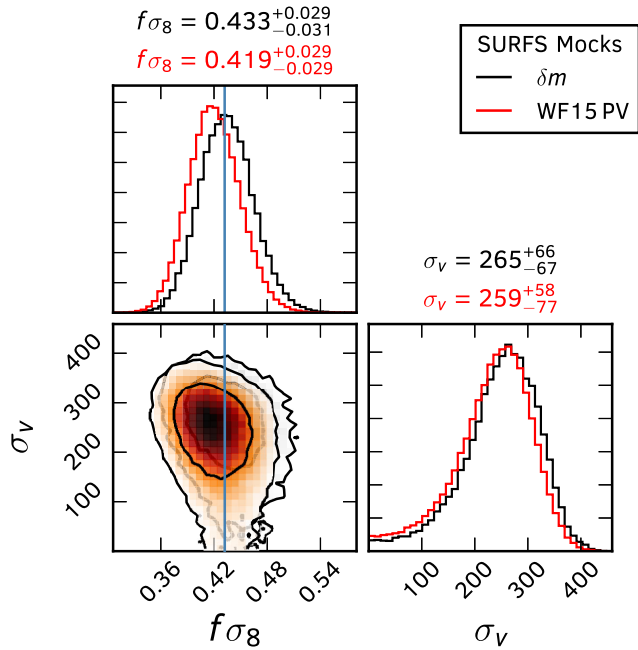 fσ₈ = 0.433⁺⁰·⁰²⁹₋₀.₀₃₁
fσ₈ = 0.419⁺⁰·⁰²⁹₋₀.₀₂₉
SURFS Mocks
δm
WF15 PV
σᵥ = 265⁺⁶⁶₋₆₇
σᵥ = 259⁺⁵⁸₋₇₇
400
300
200
100
σᵥ
0.36 0.42 0.48 0.54
fσ₈
100 200 300 400
σᵥ